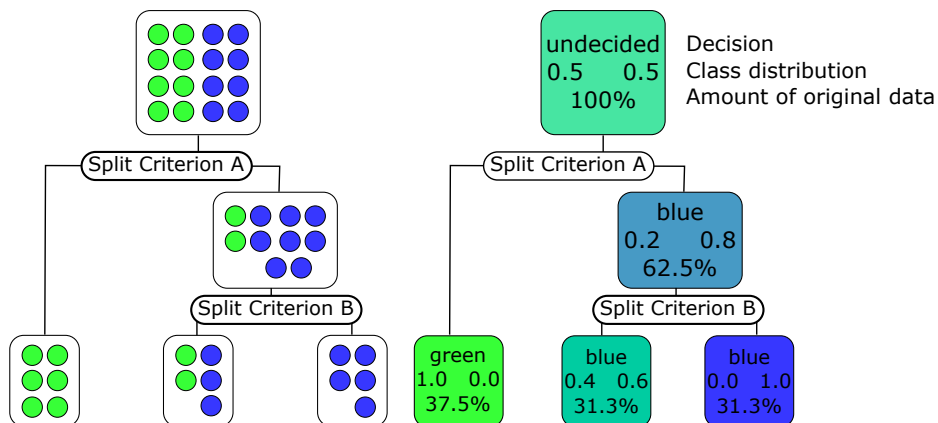 undecided
0.5 0.5
100%
Decision
Class distribution
Amount of original data
Split Criterion A
Split Criterion A
blue
0.2 0.8
62.5%
Split Criterion B
Split Criterion B
green
1.0 0.0
37.5%
blue
0.4 0.6
31.3%
blue
0.0 1.0
31.3%